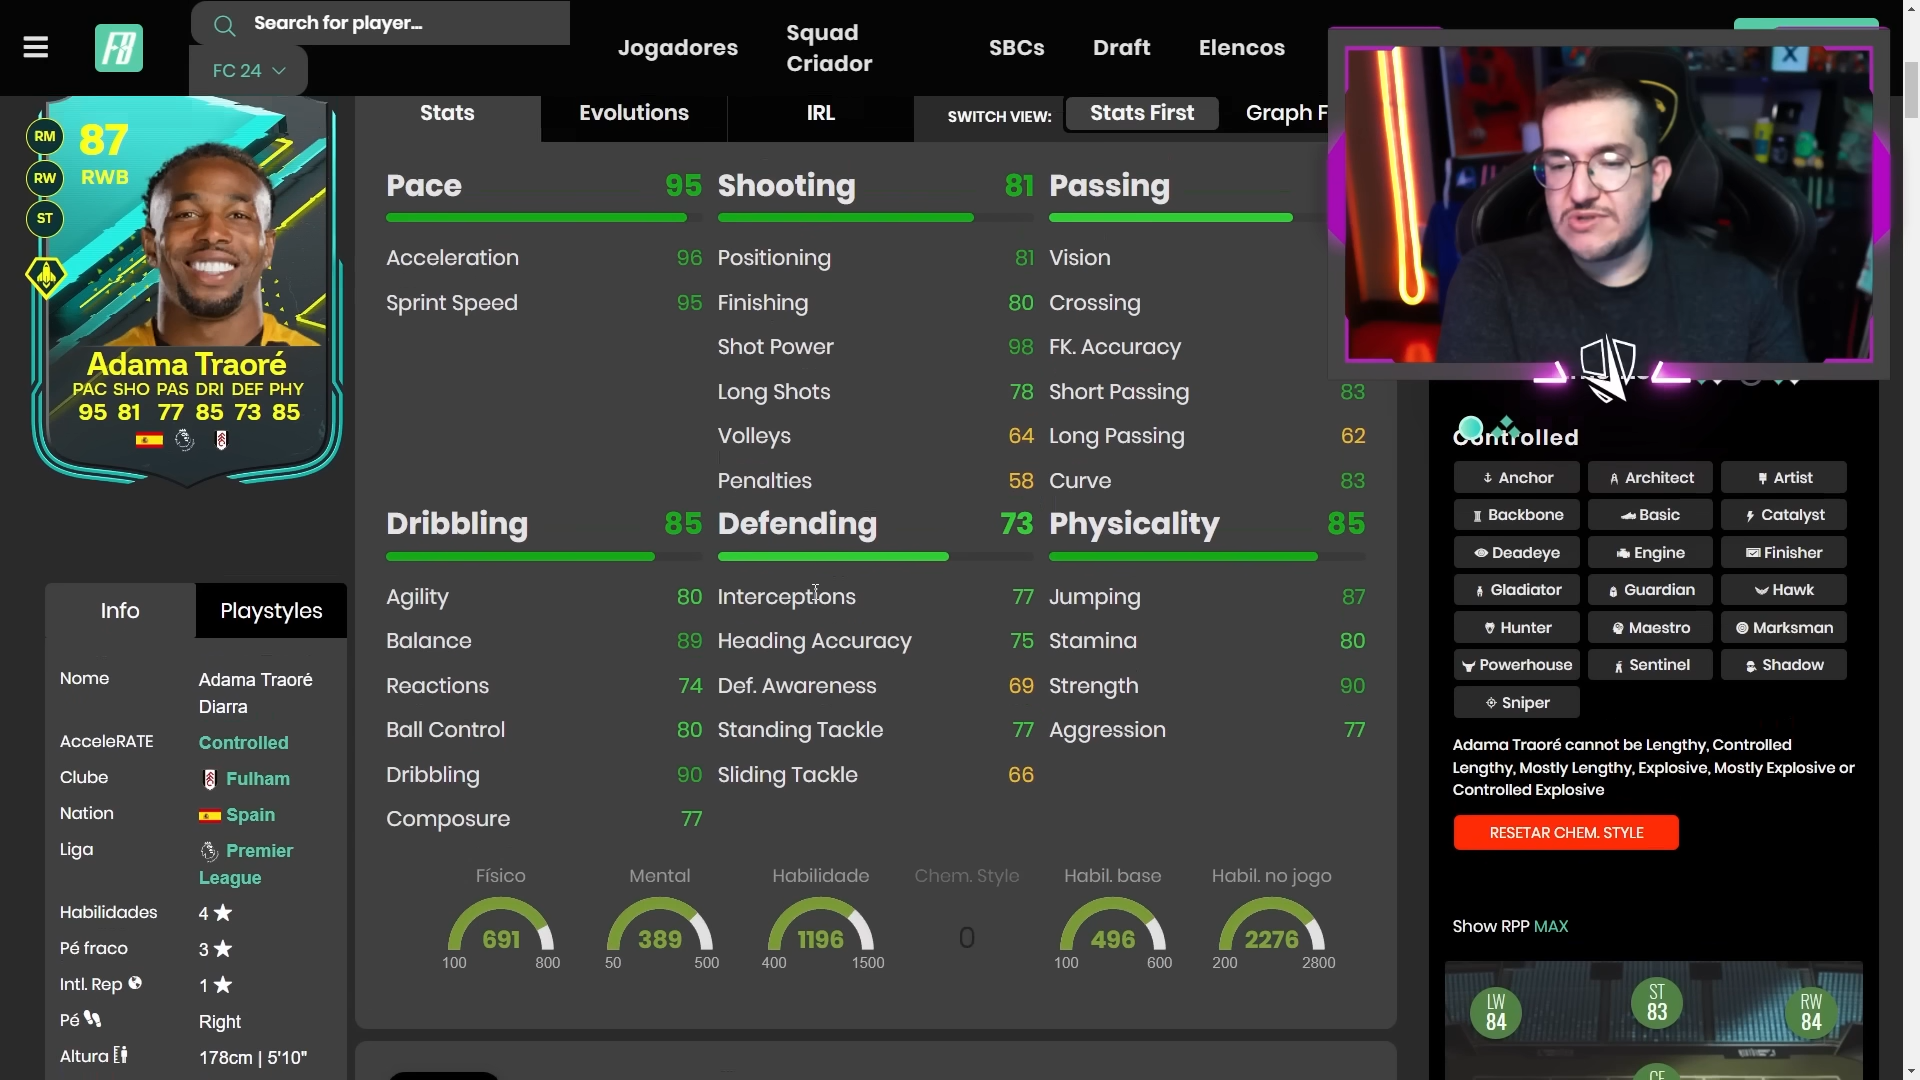 Search for player...
FC 24
Jogadores
Squad
Criador
SBCs
Draft
Elencos
Stats
Evolutions
IRL
SWITCH VIEW:
Stats First
Graph F
RM
RW
ST
87
RWB
Adama Traoré
PAC SHO PAS DRI DEF PHY
95 81 77 85 73 85
Pace 95
Acceleration 96
Sprint Speed 95
Shooting 81
Positioning 81
Finishing 80
Shot Power 98
Long Shots 78
Volleys 64
Penalties 58
Passing
Vision
Crossing
FK. Accuracy
Short Passing 83
Long Passing 62
Curve 83
Dribbling 85
Agility 80
Balance 89
Reactions 74
Ball Control 80
Dribbling 90
Composure 77
Defending 73
Interceptions 77
Heading Accuracy 75
Def. Awareness 69
Standing Tackle 77
Sliding Tackle 66
Physicality 85
Jumping 87
Stamina 80
Strength 90
Aggression 77
Físico
691
100 800
Mental
389
50 500
Habilidade
1196
400 1500
Chem. Style
0
Habil. base
496
100 600
Habil. no jogo
2276
200 2800
Info
Playstyles
Nome Adama Traoré
Diarra
AcceleRATE Controlled
Clube Fulham
Nation Spain
Liga Premier
League
Habilidades 4
Pé fraco 3
Intl. Rep 1
Pé Right
Altura 178cm | 5'10"
Controlled
Anchor Architect Artist
Backbone Basic Catalyst
Deadeye Engine Finisher
Gladiator Guardian Hawk
Hunter Maestro Marksman
Powerhouse Sentinel Shadow
Sniper
Adama Traoré cannot be Lengthy, Controlled
Lengthy, Mostly Lengthy, Explosive, Mostly Explosive or
Controlled Explosive
RESETAR CHEM. STYLE
Show RPP MAX
LW
84
ST
83
RW
84
CF